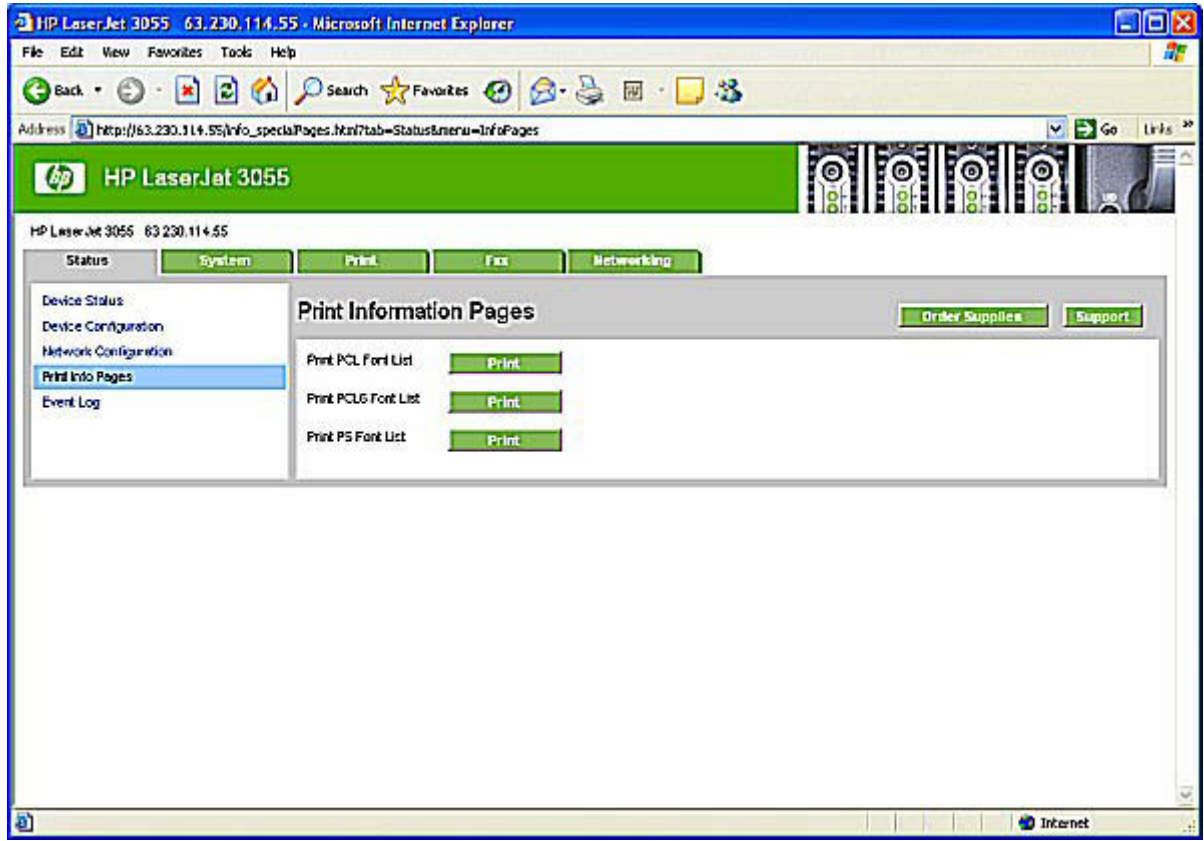 HP LaserJet 3055   63.230.114.55 - Microsoft Internet Explorer
File Edit View Favorites Tools Help
Back Search Favorites
Address http://63.230.114.55/info_specialPages.html?tab=Status&menu=InfoPages Go Links »
hp HP LaserJet 3055
HP LaserJet 3055   63.230.114.55
Status System Print Fax Networking
Device Status
Device Configuration
Network Configuration
Print Info Pages
Event Log
Print Information Pages
Order Supplies Support
Print PCL Font List Print
Print PCL6 Font List Print
Print PS Font List Print
Internet